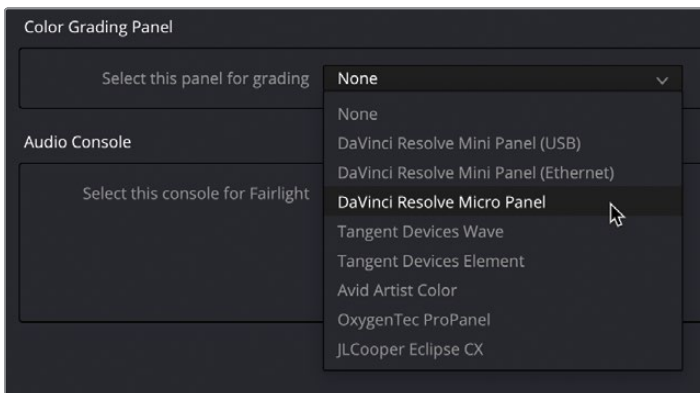 Color Grading Panel
Select this panel for grading None
None
DaVinci Resolve Mini Panel (USB)
Audio Console
DaVinci Resolve Mini Panel (Ethernet)
Select this console for Fairlight
DaVinci Resolve Micro Panel
Tangent Devices Wave
Tangent Devices Element
Avid Artist Color
OxygenTec ProPanel
JLCooper Eclipse CX